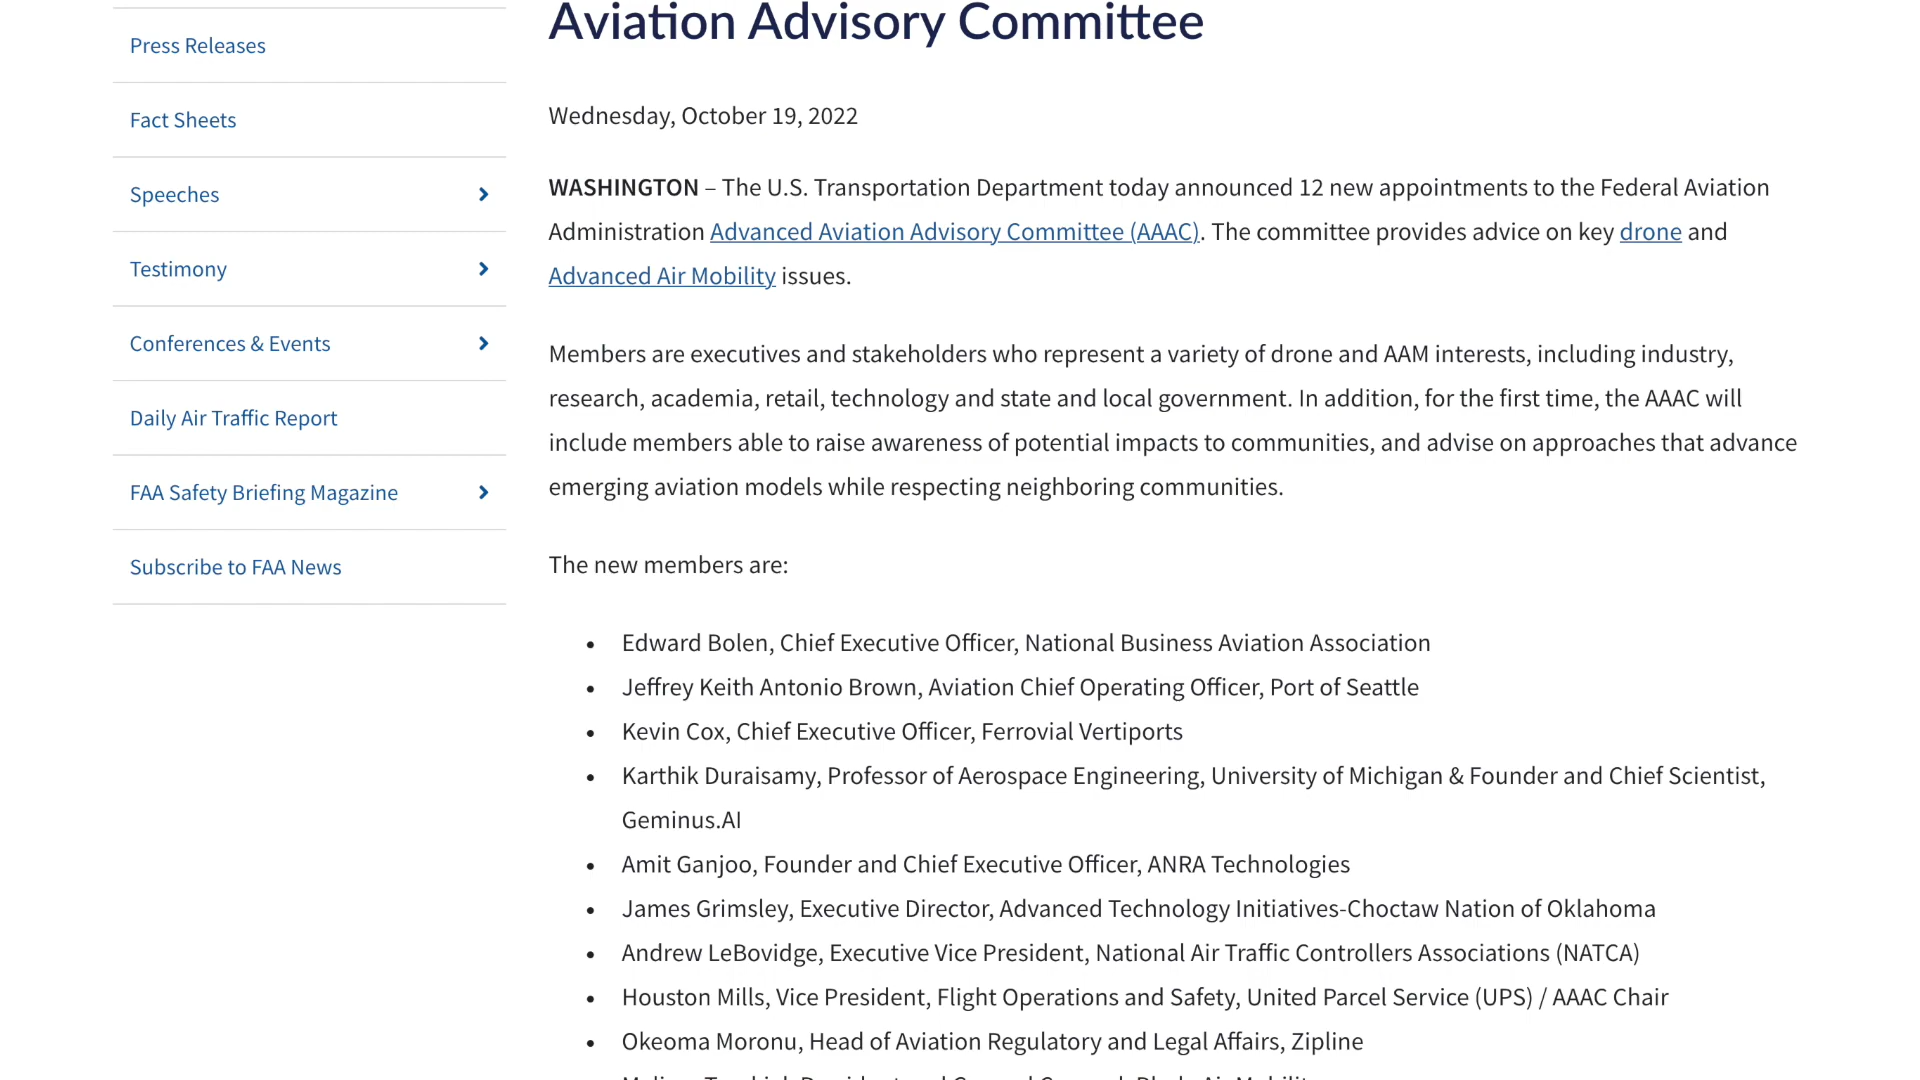 Aviation Advisory Committee
Press Releases
Fact Sheets
Speeches
Testimony
Conferences & Events
Daily Air Traffic Report
FAA Safety Briefing Magazine
Subscribe to FAA News
Wednesday, October 19, 2022
WASHINGTON – The U.S. Transportation Department today announced 12 new appointments to the Federal Aviation
Administration Advanced Aviation Advisory Committee (AAAC). The committee provides advice on key drone and
Advanced Air Mobility issues.
Members are executives and stakeholders who represent a variety of drone and AAM interests, including industry,
research, academia, retail, technology and state and local government. In addition, for the first time, the AAAC will
include members able to raise awareness of potential impacts to communities, and advise on approaches that advance
emerging aviation models while respecting neighboring communities.
The new members are:
• Edward Bolen, Chief Executive Officer, National Business Aviation Association
• Jeffrey Keith Antonio Brown, Aviation Chief Operating Officer, Port of Seattle
• Kevin Cox, Chief Executive Officer, Ferrovial Vertiports
• Karthik Duraisamy, Professor of Aerospace Engineering, University of Michigan & Founder and Chief Scientist,
Geminus.AI
• Amit Ganjoo, Founder and Chief Executive Officer, ANRA Technologies
• James Grimsley, Executive Director, Advanced Technology Initiatives-Choctaw Nation of Oklahoma
• Andrew LeBovidge, Executive Vice President, National Air Traffic Controllers Associations (NATCA)
• Houston Mills, Vice President, Flight Operations and Safety, United Parcel Service (UPS) / AAAC Chair
• Okeoma Moronu, Head of Aviation Regulatory and Legal Affairs, Zipline